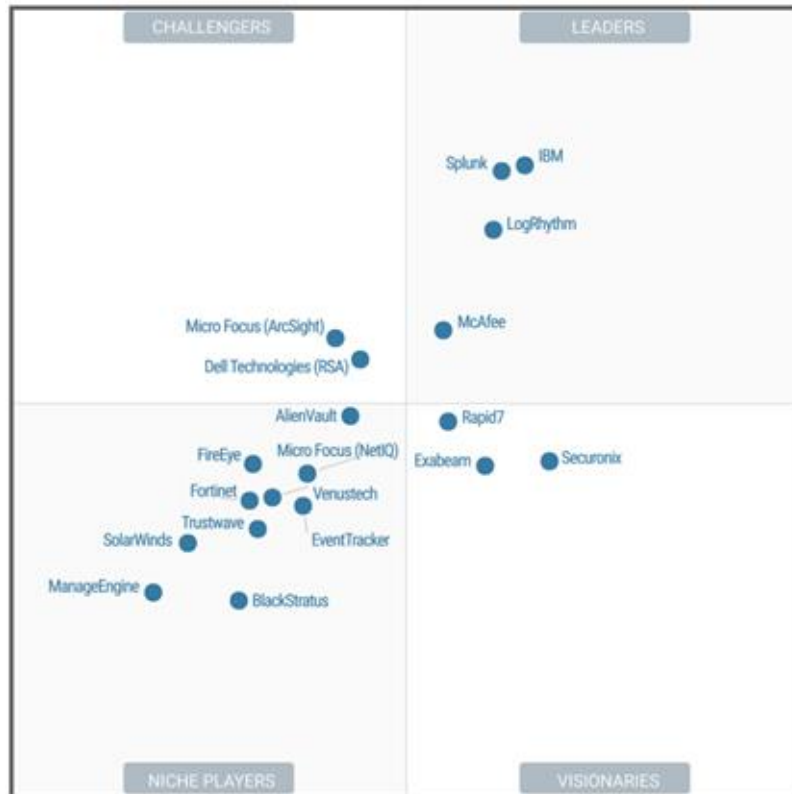 CHALLENGERS
LEADERS
Splunk
IBM
LogRhythm
Micro Focus (ArcSight)
McAfee
Dell Technologies (RSA)
AlienVault
Rapid7
Micro Focus (NetIQ)
FireEye
Exabeam
Securonix
Fortinet
Venustech
Trustwave
SolarWinds
EventTracker
ManageEngine
BlackStratus
NICHE PLAYERS
VISIONARIES